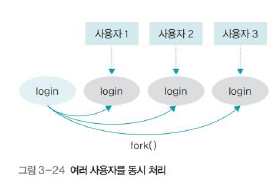 사용자 1 사용자 2 사용자 3
login login login login
fork()
그림 3-24 여러 사용자를 동시 처리